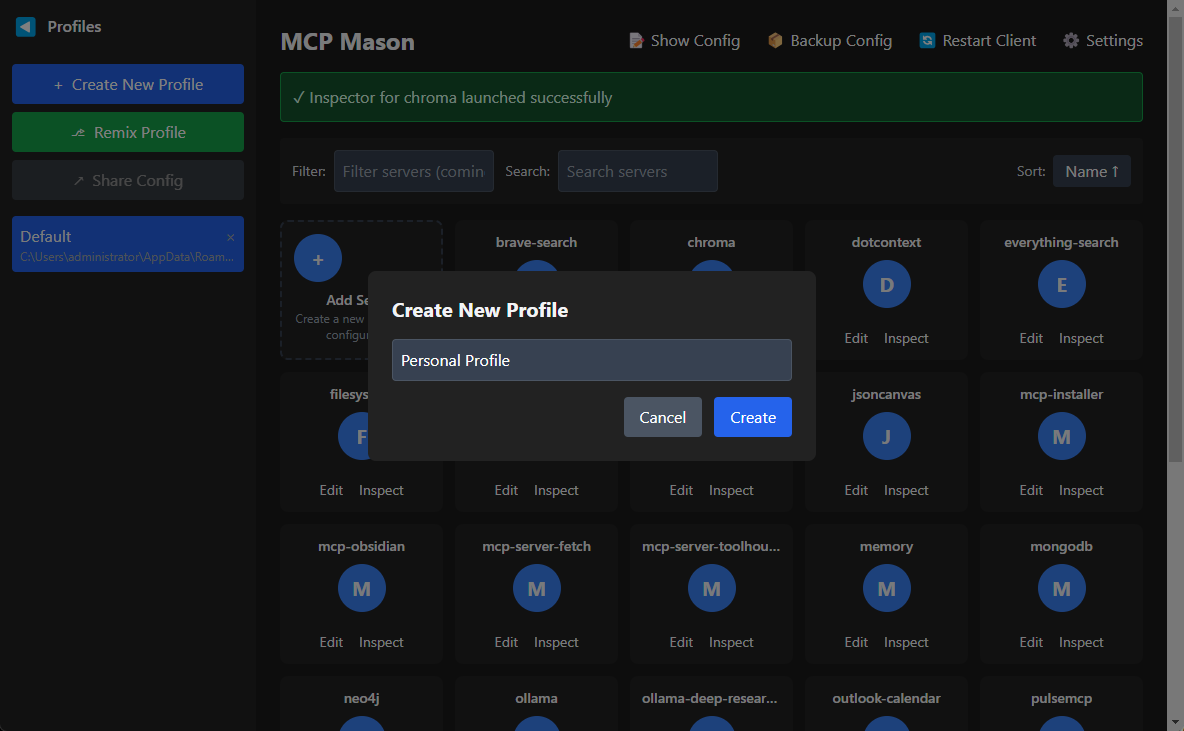 Profiles
+ Create New Profile
Remix Profile
↗ Share Config
Default ×
C:\Users\administrator\AppData\Roam...
MCP Mason
Show Config
Backup Config
Restart Client
Settings
✓ Inspector for chroma launched successfully
Filter: Filter servers (comin Search: Search servers
Sort: Name ↑
+
Add Se
Create a new
configu
brave-search
chroma
dotcontext
D
Edit Inspect
everything-search
E
Edit Inspect
Create New Profile
Personal Profile
Cancel Create
filesys
F
Edit Inspect
Edit Inspect
Edit Inspect
jsoncanvas
J
Edit Inspect
mcp-installer
M
Edit Inspect
mcp-obsidian
M
Edit Inspect
mcp-server-fetch
M
Edit Inspect
mcp-server-toolhou...
M
Edit Inspect
memory
M
Edit Inspect
mongodb
M
Edit Inspect
neo4j
ollama
ollama-deep-resear...
outlook-calendar
pulsemcp